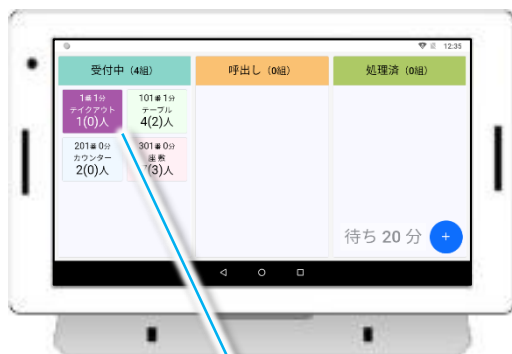 12:35
受付中（4組）
呼出し（0組）
処理済（0組）
1番 1分
テイクアウト
1(0)人
101番 1分
テーブル
4(2)人
201番 0分
カウンター
2(0)人
301番 0分
座敷
(3)人
待ち 20 分
+